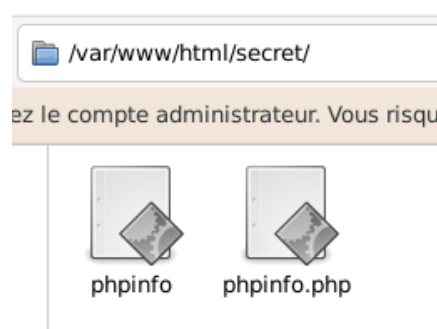 /var/www/html/secret/
ez le compte administrateur. Vous risqu
phpinfo
phpinfo.php